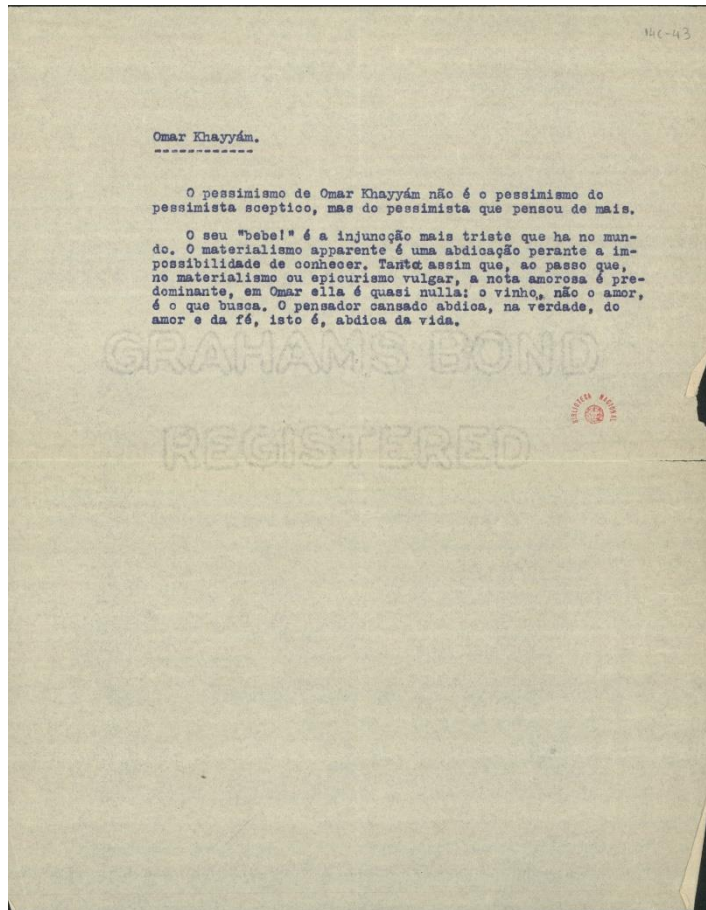 14C-43
Omar Khayyám.
------------
O pessimismo de Omar Khayyám não é o pessimismo do
pessimista sceptico, mas do pessimista que pensou de mais.
O seu "bebe!" é a injuncção mais triste que ha no mun-
do. O materialismo apparente é uma abdicação perante a im-
possibilidade de conhecer. Tanto assim que, ao passo que,
no materialismo ou epicurismo vulgar, a nota amorosa é pre-
dominante, em Omar ella é quasi nulla: o vinho, não o amor,
é o que busca. O pensador cansado abdica, na verdade, do
amor e da fé, isto é, abdica da vida.
GRAHAMS BOND
BIBLIOTECA NACIONAL
REGISTERED